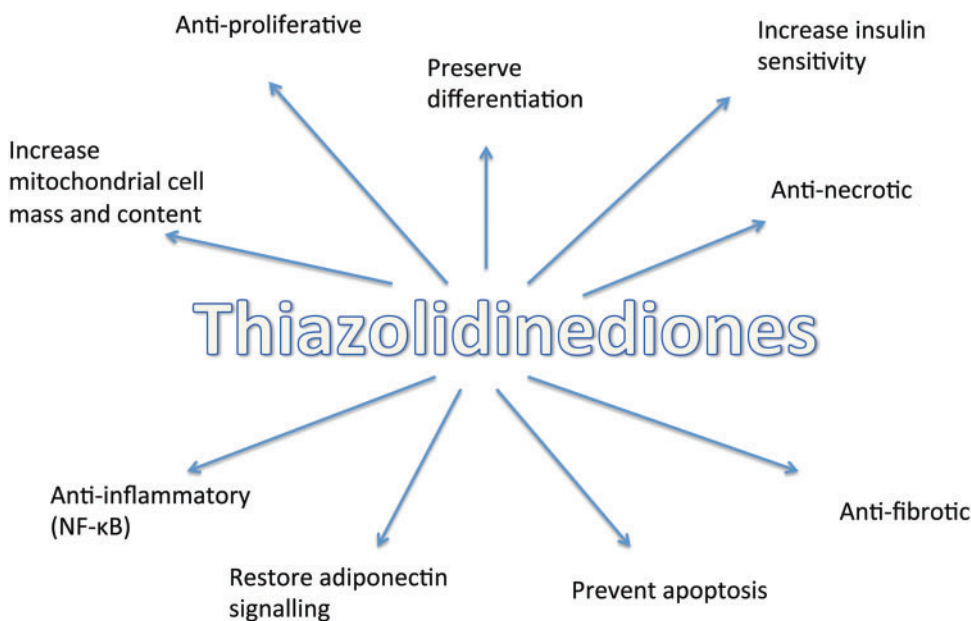 Anti-proliferative
Preserve
differentiation
Increase insulin
sensitivity
Increase
mitochondrial cell
mass and content
Anti-necrotic
Thiazolidinediones
Anti-inflammatory
(NF-κB)
Restore adiponectin
signalling
Prevent apoptosis
Anti-fibrotic